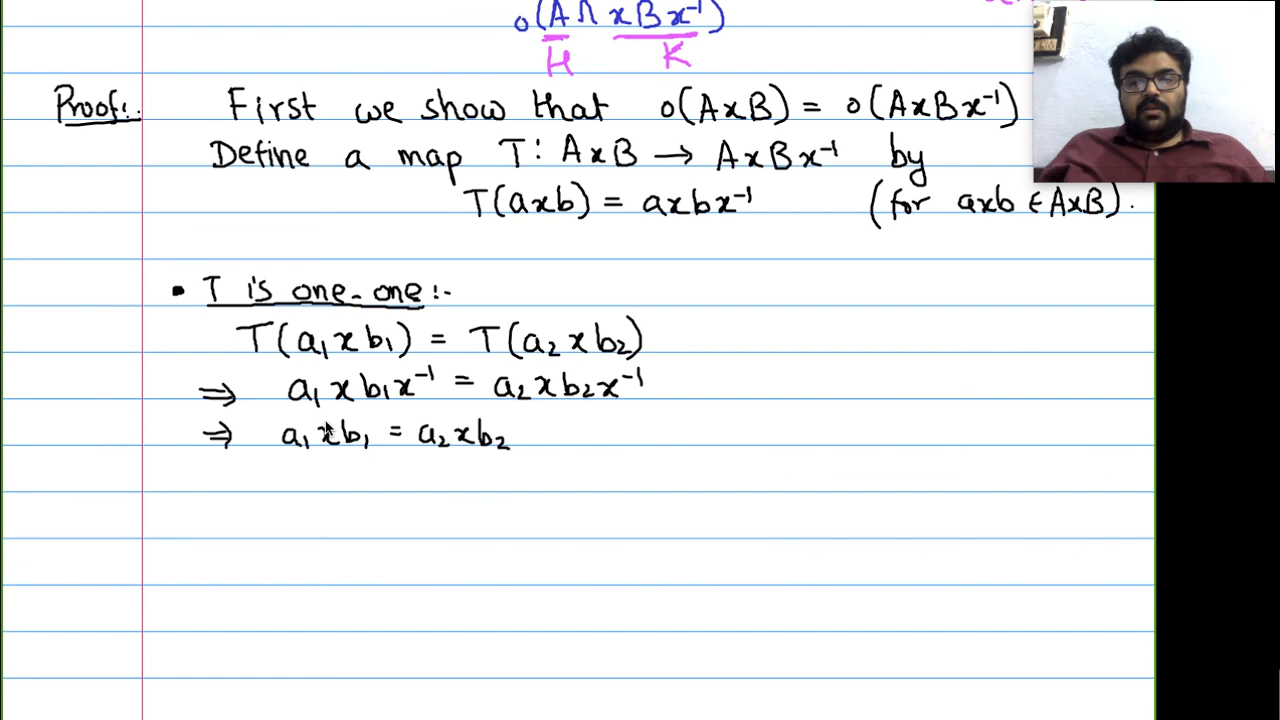 o(A ∩ xBx⁻¹)
H K
Proof:. First we show that o(AxB) = o(AxBx⁻¹)
Define a map T: AxB → AxBx⁻¹ by
T(axb) = axbx⁻¹ (for axb ∈ AxB).
• T is one-one:-
T(a₁xb₁) = T(a₂xb₂)
⇒ a₁xb₁x⁻¹ = a₂xb₂x⁻¹
⇒ a₁xb₁ = a₂xb₂